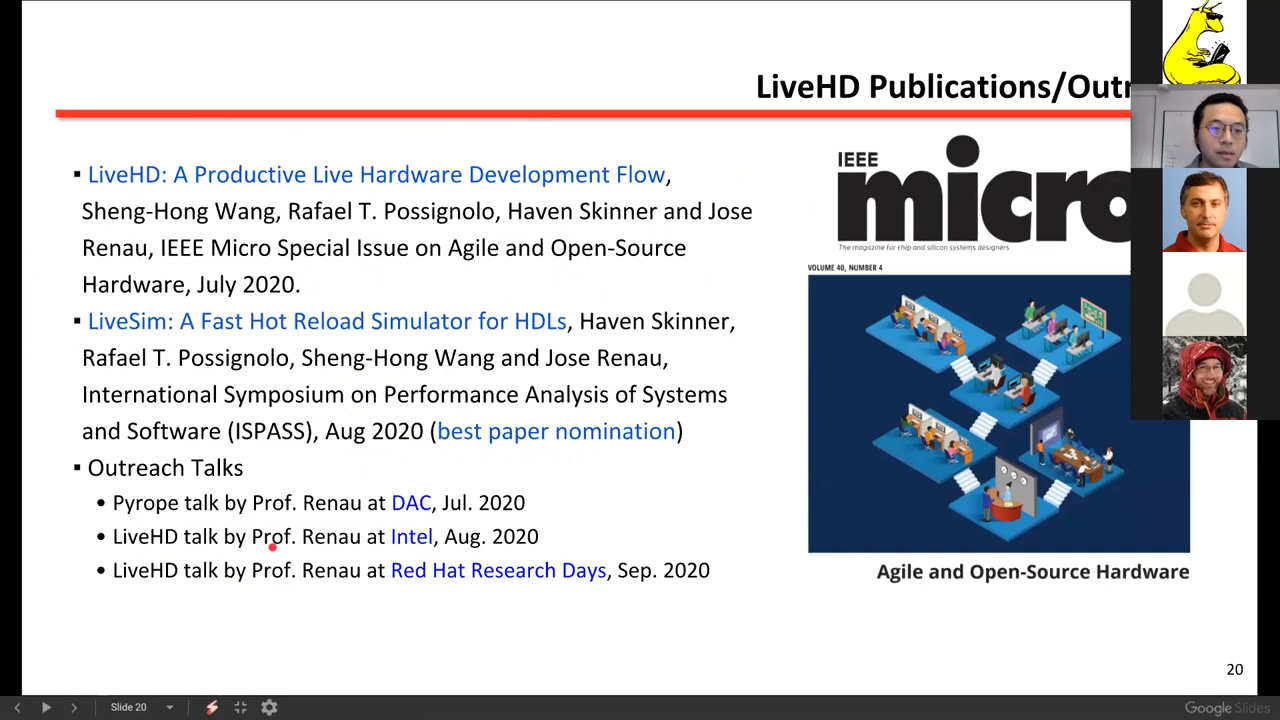 LiveHD Publications/Outr
▪ LiveHD: A Productive Live Hardware Development Flow,
Sheng-Hong Wang, Rafael T. Possignolo, Haven Skinner and Jose
Renau, IEEE Micro Special Issue on Agile and Open-Source
Hardware, July 2020.
▪ LiveSim: A Fast Hot Reload Simulator for HDLs, Haven Skinner,
Rafael T. Possignolo, Sheng-Hong Wang and Jose Renau,
International Symposium on Performance Analysis of Systems
and Software (ISPASS), Aug 2020 (best paper nomination)
▪ Outreach Talks
• Pyrope talk by Prof. Renau at DAC, Jul. 2020
• LiveHD talk by Prof. Renau at Intel, Aug. 2020
• LiveHD talk by Prof. Renau at Red Hat Research Days, Sep. 2020
IEEE
micro
The magazine for chip and silicon systems designers
VOLUME 40, NUMBER 4
Agile and Open-Source Hardware
20
Slide 20
Google Slides